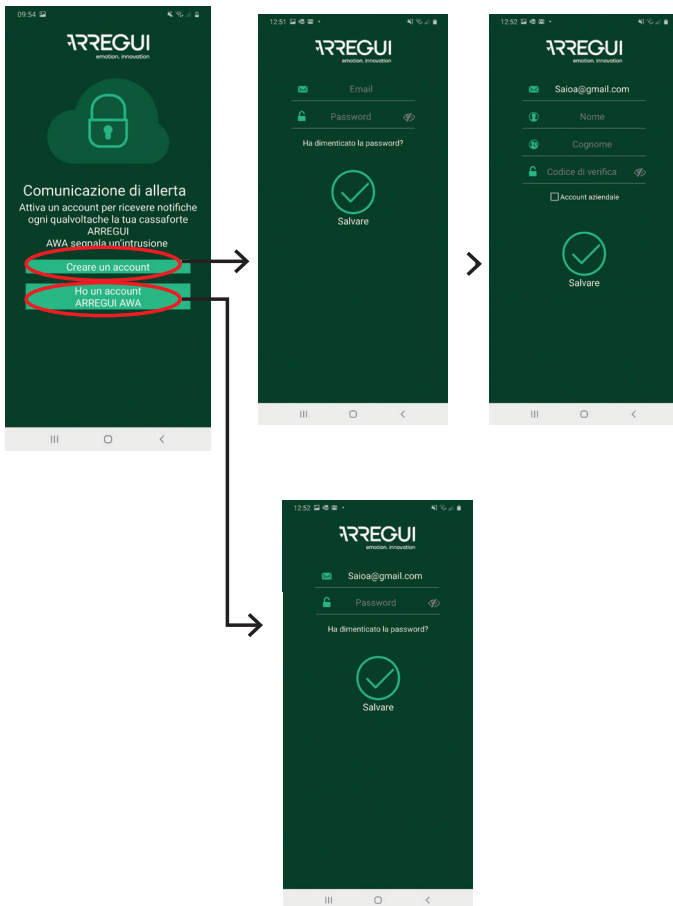 09:54
ARREGUI
emotion. innovation
Comunicazione di allerta
Attiva un account per ricevere notifiche
ogni qualvoltache la tua cassaforte
ARREGUI
AWA segnala un'intrusione
Creare un account
Ho un account
ARREGUI AWA
12:51
ARREGUI
emotion. innovation
Email
Password
Ha dimenticato la password?
Salvare
12:52
ARREGUI
emotion. innovation
Saioa@gmail.com
Nome
Cognome
Codice di verifica
Account aziendale
Salvare
12:52
ARREGUI
emotion. innovation
Saioa@gmail.com
Password
Ha dimenticato la password?
Salvare